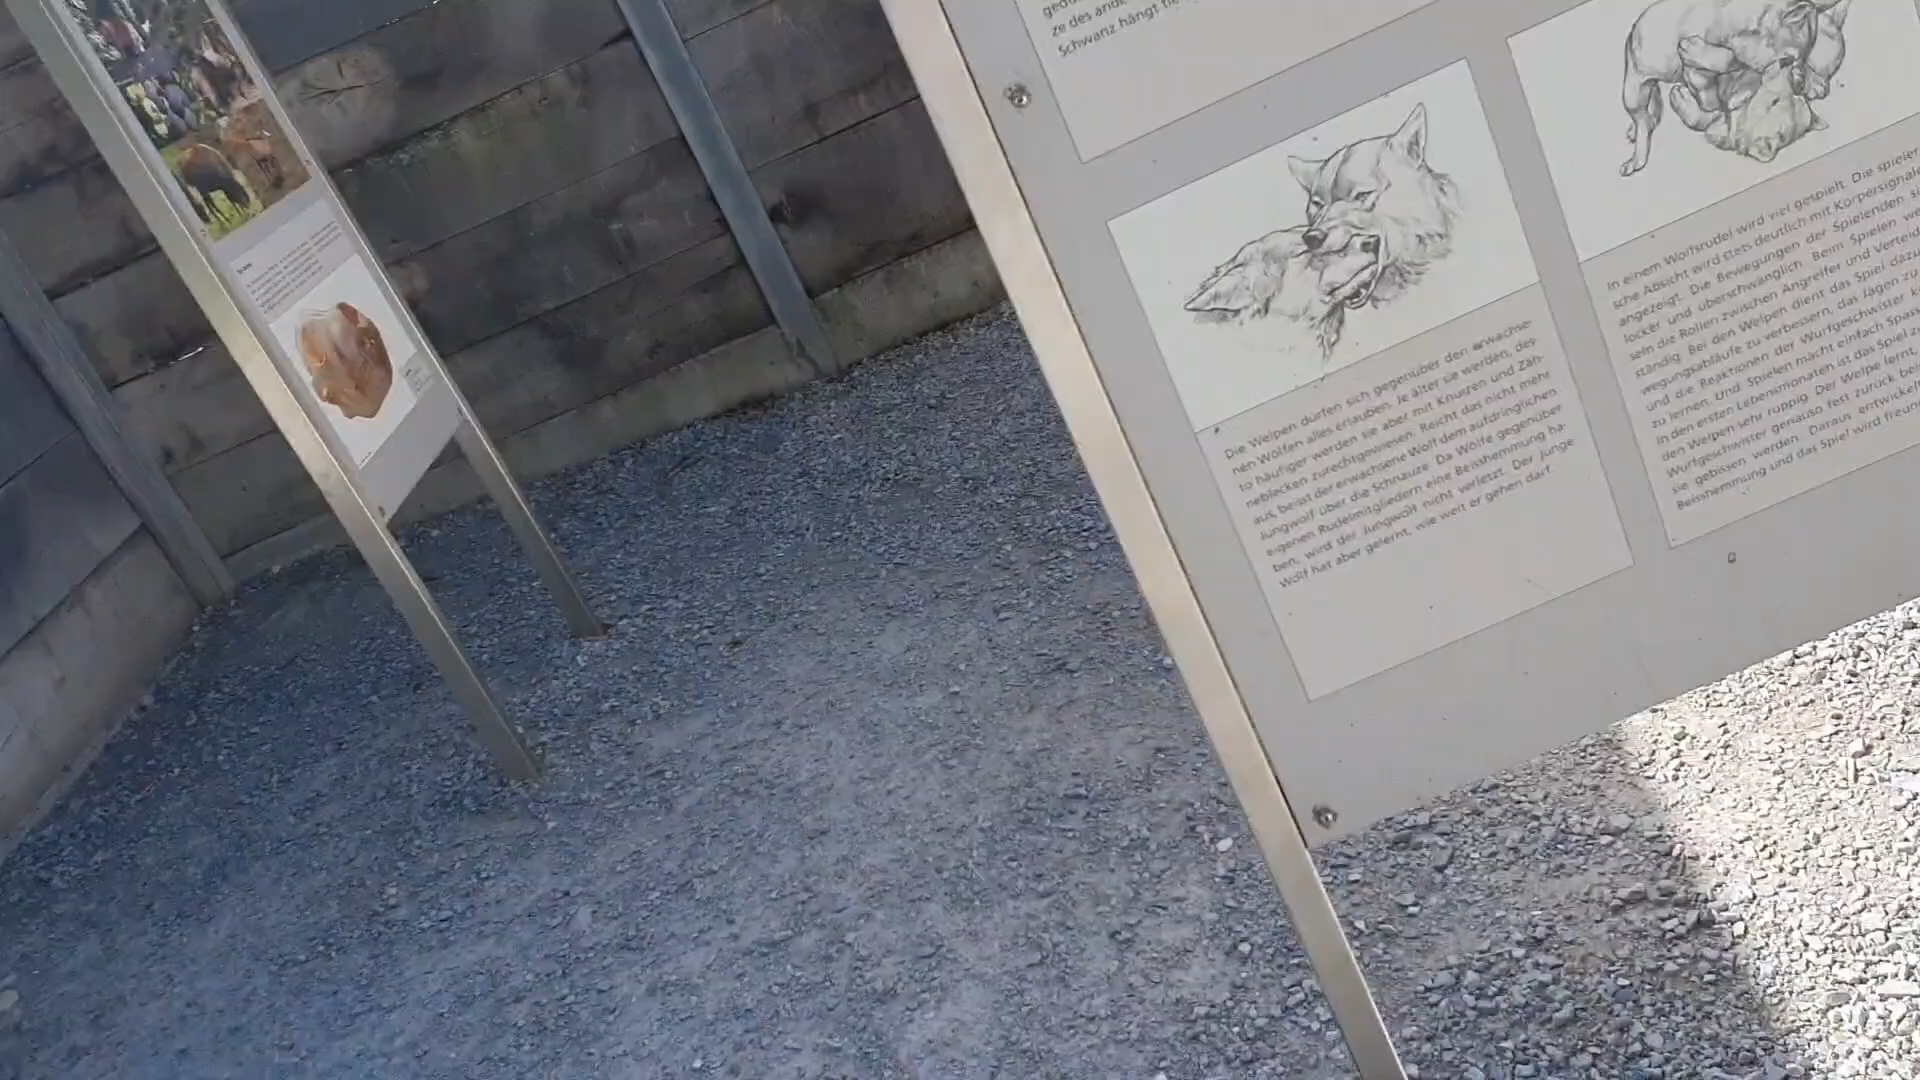 ze des ande
Schwanz hängt tie
Die Welpen dürfen sich gegenüber den erwachse-
nen Wölfen alles erlauben. Je älter sie werden, des-
to häufiger werden sie aber mit Knurren und Zäh-
neblecken zurechtgewiesen. Reicht das nicht mehr
aus, beisst der erwachsene Wolf dem aufdringlichen
Jungwolf über die Schnauze. Da Wölfe gegenüber
eigenen Rudelmitgliedern eine Beisshemmung ha-
ben, wird der Jungwolf nicht verletzt. Der junge
Wolf hat aber gelernt, wie weit er gehen darf.
In einem Wolfsrudel wird viel gespielt. Die spieler
sche Absicht wird stets deutlich mit Körpersignale
angezeigt. Die Bewegungen der Spielenden si
locker und überschwänglich. Beim Spielen we
seln die Rollen zwischen Angreifer und Verteid
ständig. Bei den Welpen dient das Spiel dazu
wegungsabläufe zu verbessern, das Jagen zu
und die Reaktionen der Wurfgeschwister k
zu lernen. Und: Spielen macht einfach Spass
In den ersten Lebensmonaten ist das Spiel z
den Welpen sehr ruppig. Der Welpe lernt,
Wurfgeschwister genauso fest zurück bei
sie gebissen werden. Daraus entwickelt
Beisshemmung und das Spiel wird freun